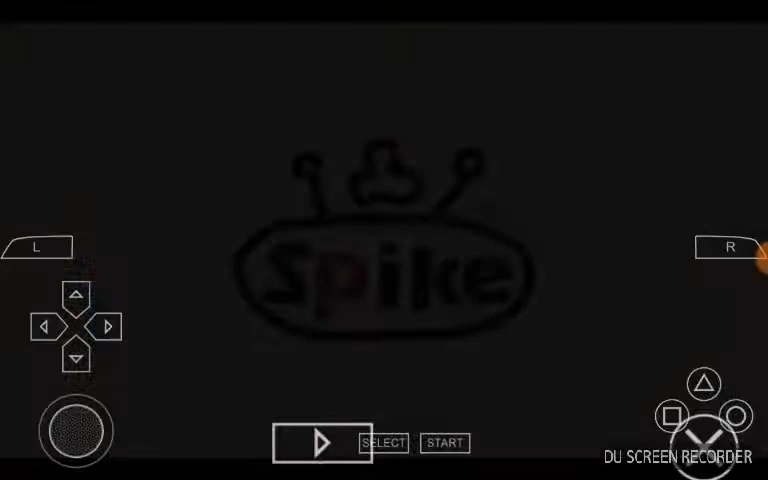 Spike
L
R
SELECT
START
DU SCREEN RECORDER